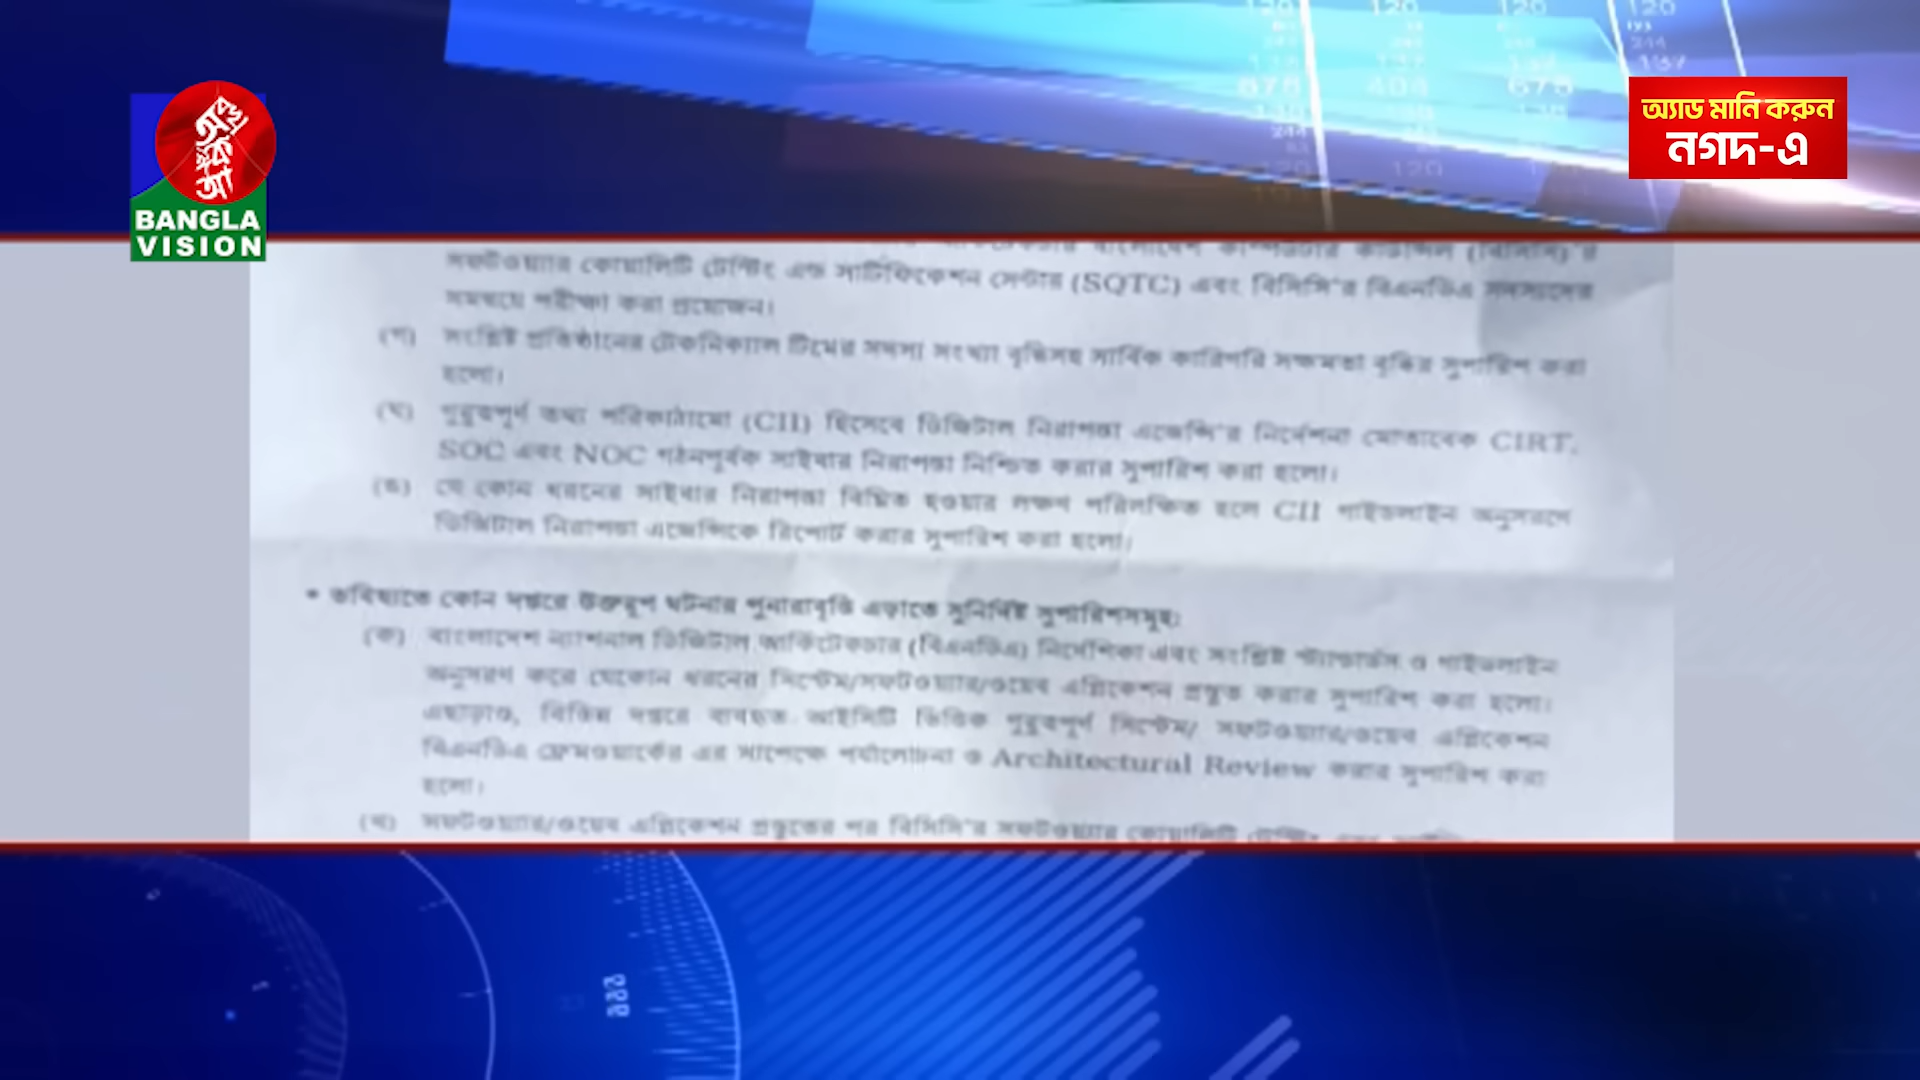 অ্যাড মানি করুন
নগদ-এ
BANGLA
VISION
সফটওয়্যার কোয়ালিটি টেস্টিং এন্ড সার্টিফিকেশন সেন্টার (SQTC) এবং বিসিসি'র বিএনডিএ সদস্যদের
সমন্বয়ে পরীক্ষা করা প্রয়োজন।
(গ) সংশ্লিষ্ট প্রতিষ্ঠানের টেকনিক্যাল টিমের সদস্য সংখ্যা বৃদ্ধিসহ সার্বিক কারিগরি সক্ষমতা বৃদ্ধির সুপারিশ করা
হলো।
(ঘ) গুরুত্বপূর্ণ তথ্য পরিকাঠামো (CII) হিসেবে ডিজিটাল নিরাপত্তা এজেন্সি'র নির্দেশনা মোতাবেক CIRT,
SOC এবং NOC গঠনপূর্বক সাইবার নিরাপত্তা নিশ্চিত করার সুপারিশ করা হলো।
(ঙ) যে কোন ধরনের সাইবার নিরাপত্তা বিঘ্নিত হওয়ার লক্ষণ পরিলক্ষিত হলে CII গাইডলাইন অনুসরণে
ডিজিটাল নিরাপত্তা এজেন্সিকে রিপোর্ট করার সুপারিশ করা হলো।
• ভবিষ্যতে কোন দপ্তরে উক্তরূপ ঘটনার পুনরাবৃত্তি এড়াতে সুনির্দিষ্ট সুপারিশসমূহ:
(ক) বাংলাদেশ ন্যাশনাল ডিজিটাল আর্কিটেকচার (বিএনডিএ) নির্দেশিকা এবং সংশ্লিষ্ট স্ট্যান্ডার্ডস ও গাইডলাইন
অনুসরণ করে যেকোন ধরনের সিস্টেম/সফটওয়্যার/ওয়েব এপ্লিকেশন প্রস্তুত করার সুপারিশ করা হলো।
এছাড়াও, বিভিন্ন দপ্তরে ব্যবহৃত আইসিটি ভিত্তিক গুরুত্বপূর্ণ সিস্টেম/ সফটওয়্যার/ওয়েব এপ্লিকেশন
বিএনডিএ ফ্রেমওয়ার্কের এর সাপেক্ষে পর্যালোচনা ও Architectural Review করার সুপারিশ করা
হলো।
(খ) সফটওয়্যার/ওয়েব এপ্লিকেশন প্রস্তুতের পর বিসিসি'র সফটওয়্যার কোয়ালিটি